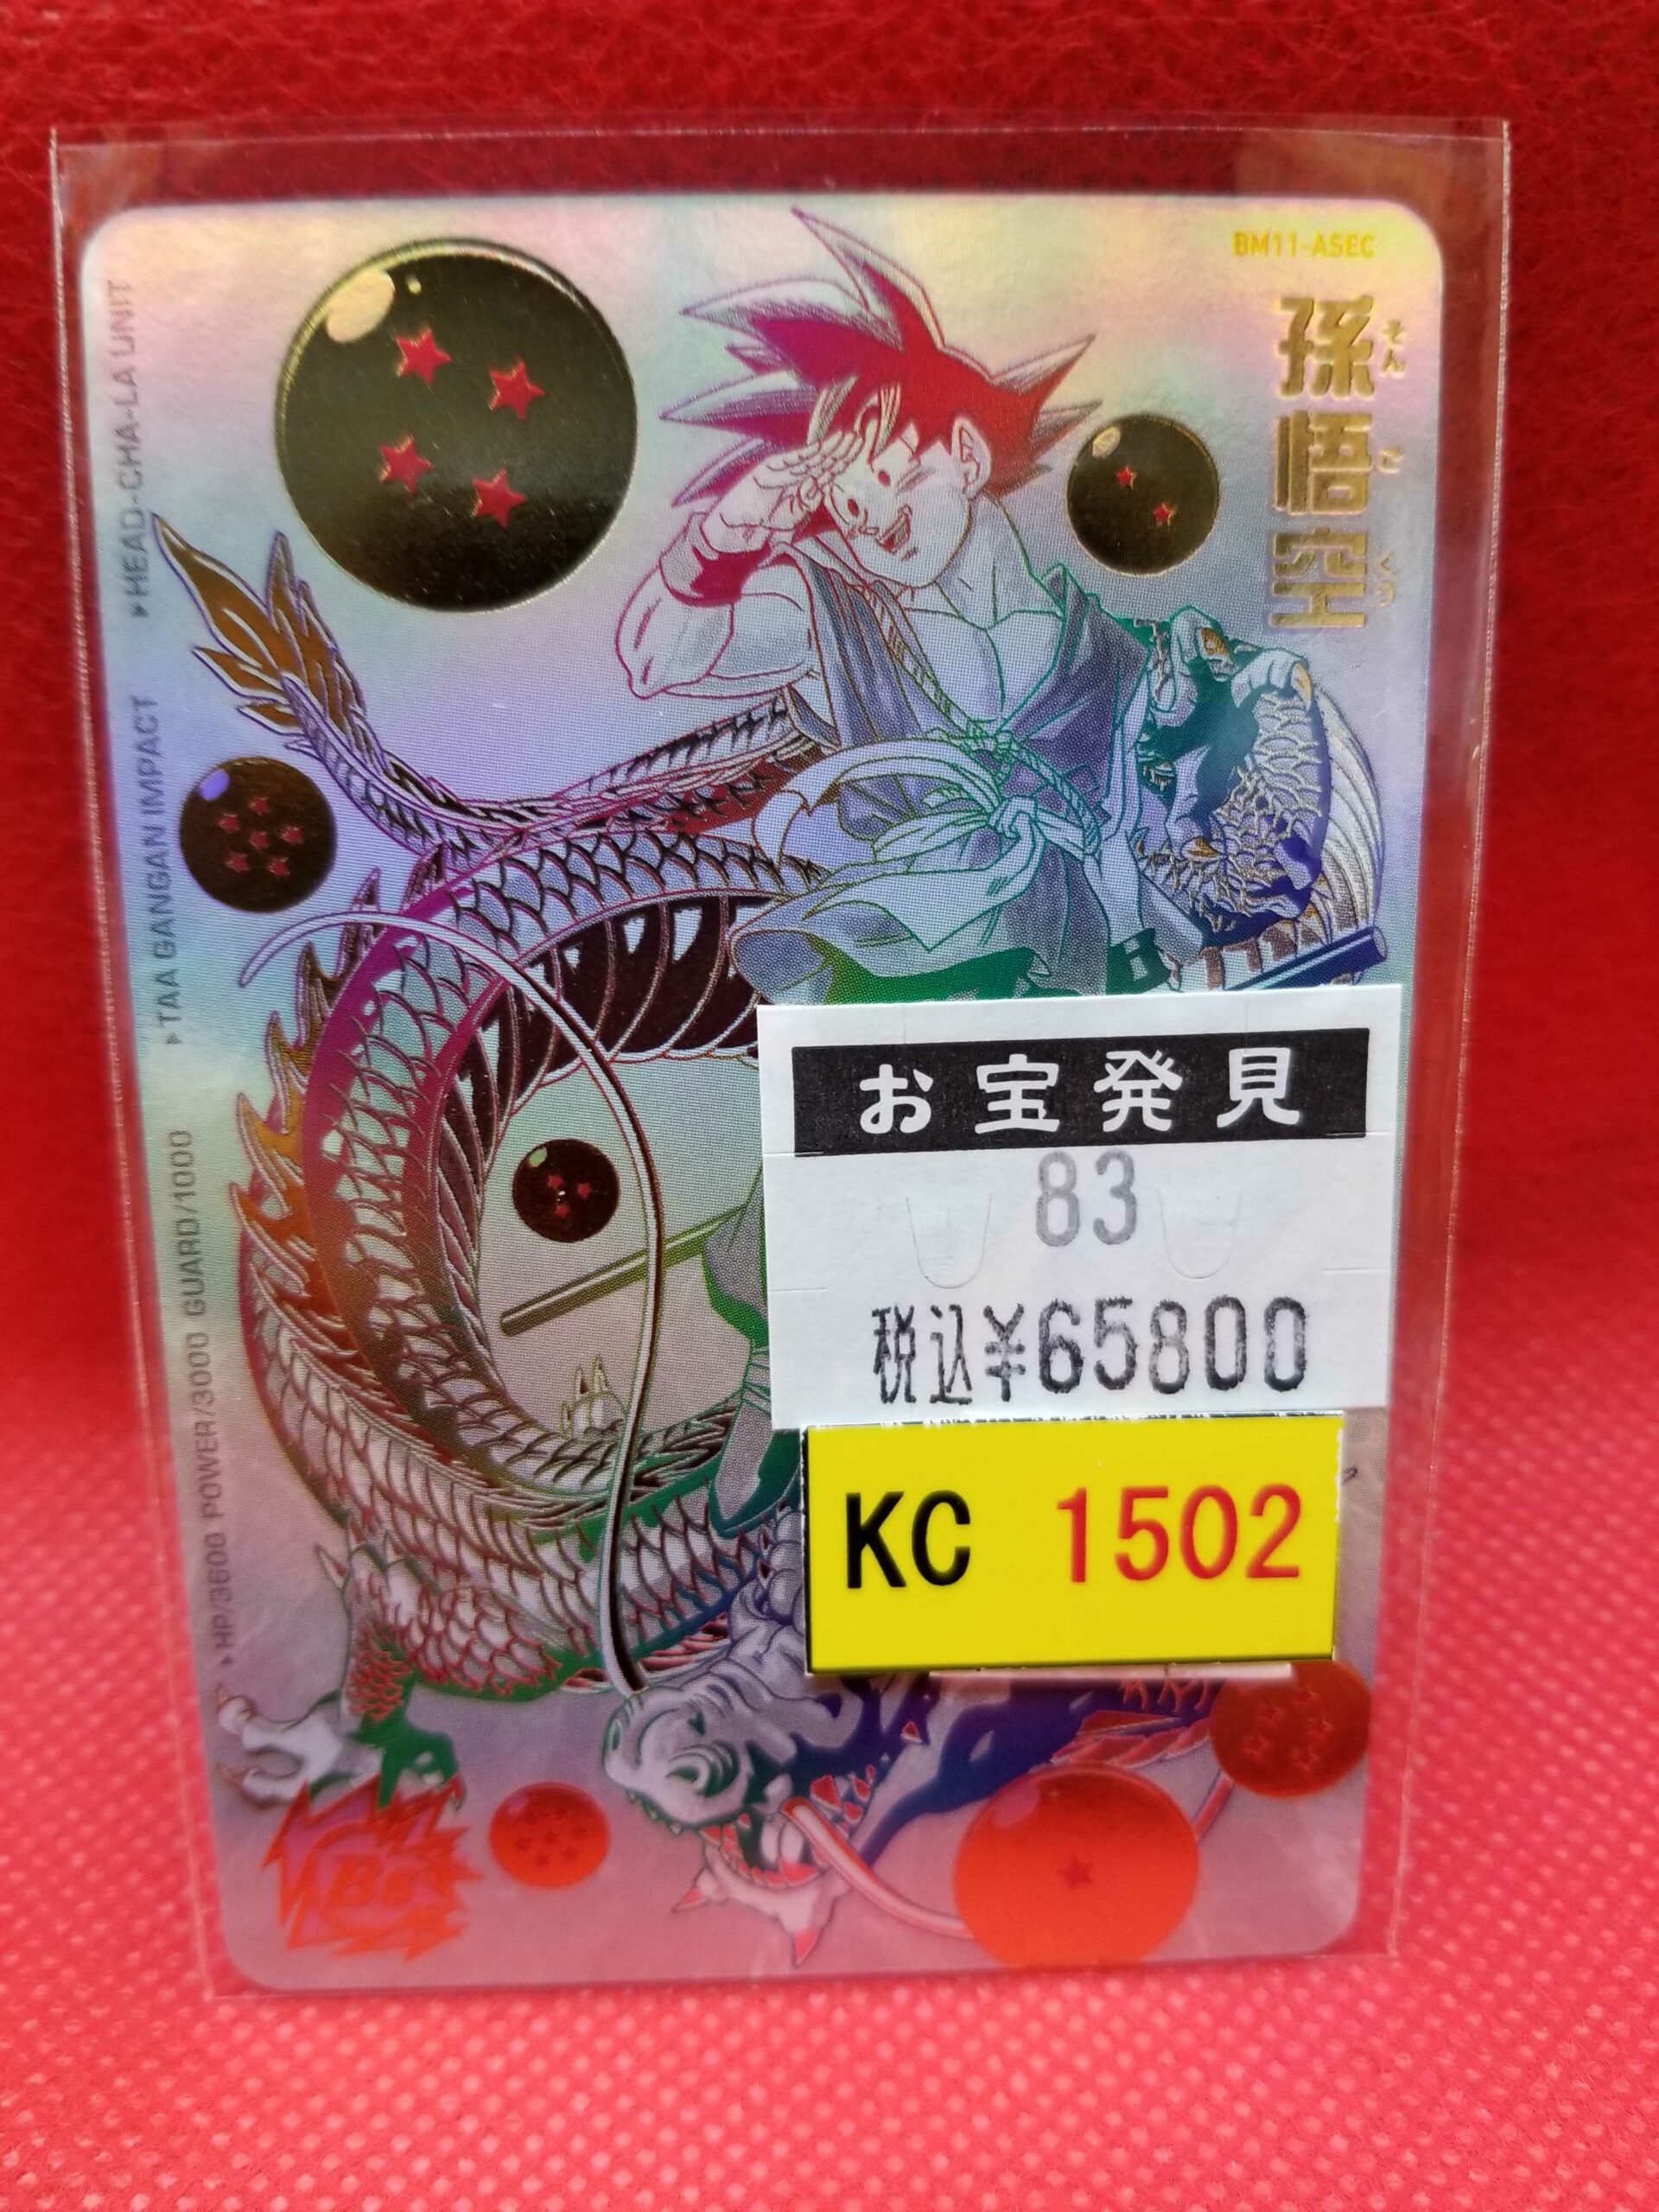 BM11-ASEC
孫悟空
そん
ご
くう
▶HEAD-CHA-LA UNIT
▶TAA GANGAN IMPACT
▶HP/3600 POWER/3000 GUARD/1000
お宝発見
83
税込¥65800
KC 1502